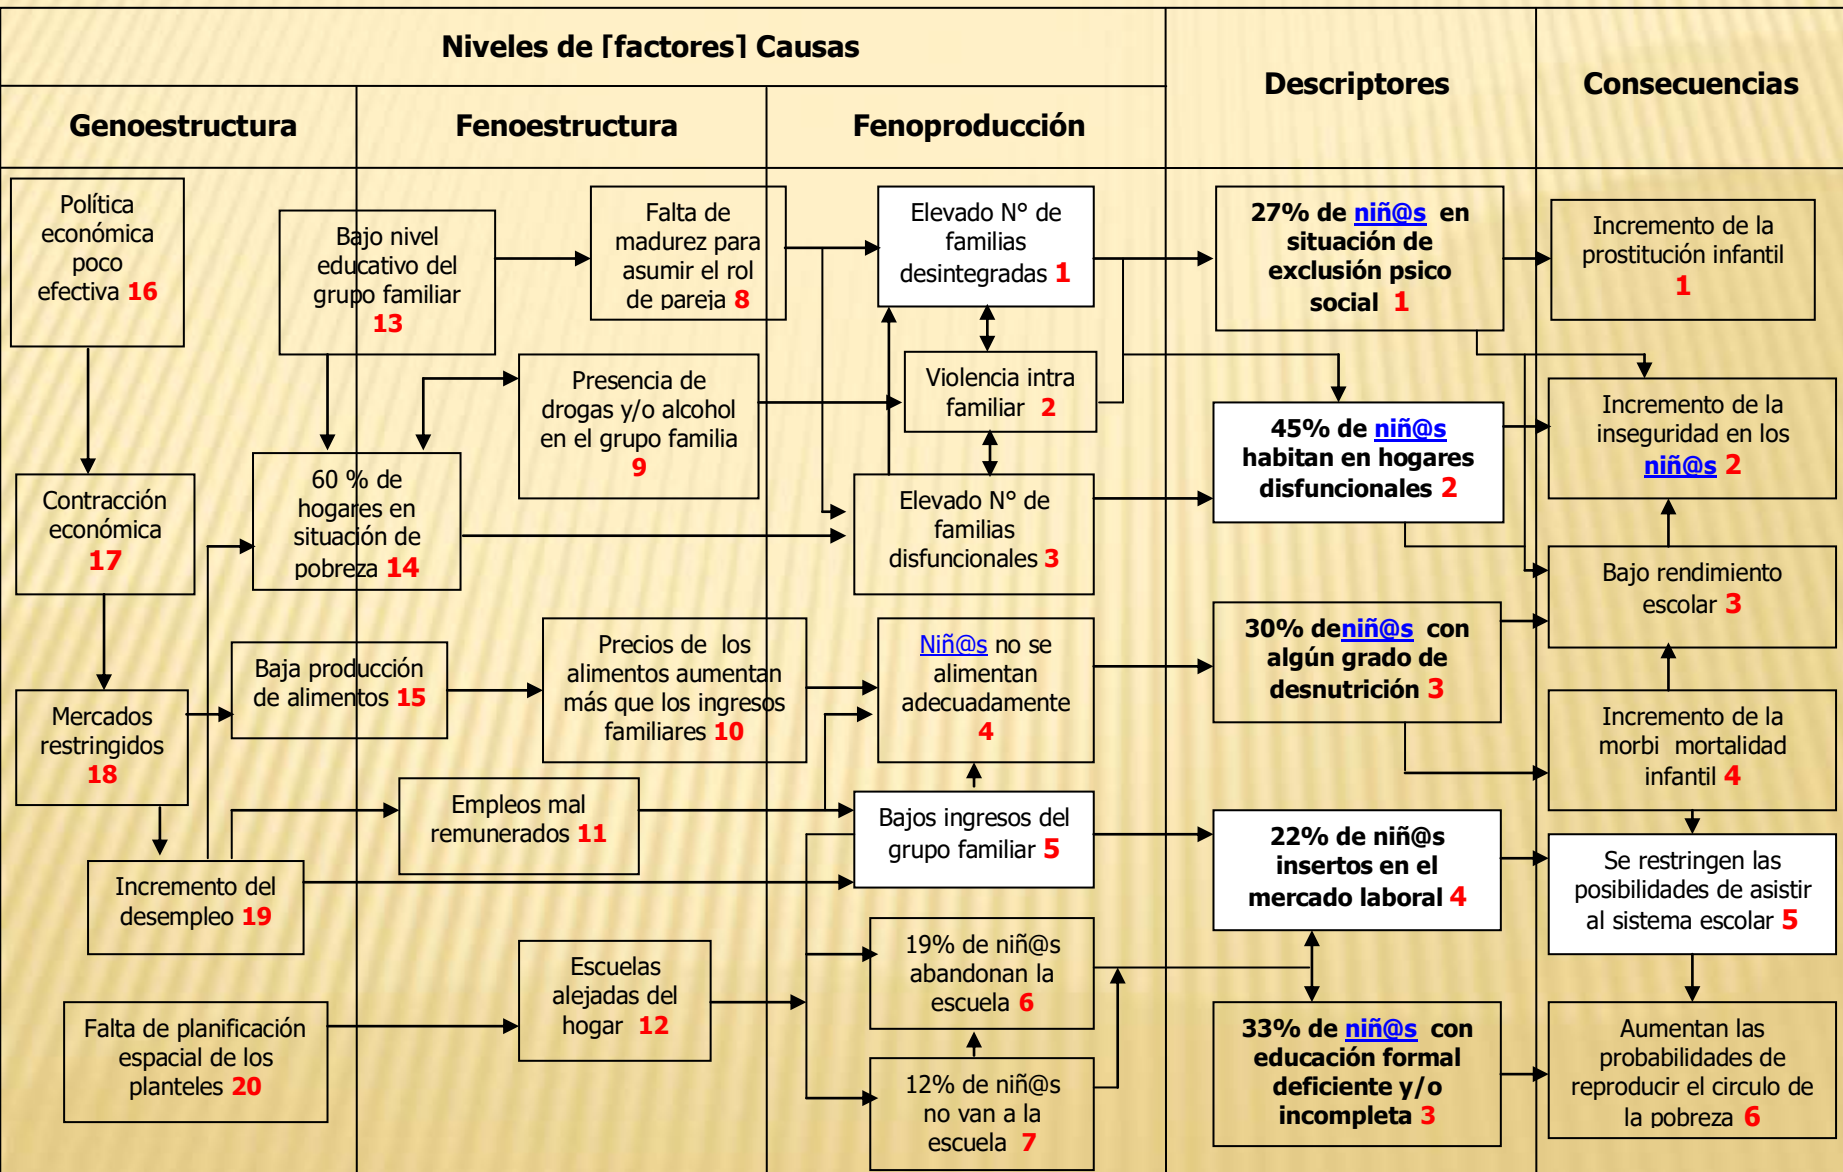 Niveles de [factores] Causas
Descriptores
Consecuencias
Genoestructura
Fenoestructura
Fenoproducción
Política
económica
poco
efectiva 16
Contracción
económica
17
Mercados
restringidos
18
Incremento del
desempleo 19
Falta de planificación
espacial de los
planteles 20
Bajo nivel
educativo del
grupo familiar
13
60 % de
hogares en
situación de
pobreza 14
Baja producción
de alimentos 15
Falta de
madurez para
asumir el rol
de pareja 8
Presencia de
drogas y/o alcohol
en el grupo familia
9
Precios de los
alimentos aumentan
más que los ingresos
familiares 10
Empleos mal
remunerados 11
Escuelas
alejadas del
hogar 12
Elevado N° de
familias
desintegradas 1
Violencia intra
familiar 2
Elevado N° de
familias
disfuncionales 3
Niñ@s no se
alimentan
adecuadamente
4
Bajos ingresos del
grupo familiar 5
19% de niñ@s
abandonan la
escuela 6
12% de niñ@s
no van a la
escuela 7
27% de niñ@s en
situación de
exclusión psico
social 1
45% de niñ@s
habitan en hogares
disfuncionales 2
30% deniñ@s con
algún grado de
desnutrición 3
22% de niñ@s
insertos en el
mercado laboral 4
33% de niñ@s con
educación formal
deficiente y/o
incompleta 3
Incremento de la
prostitución infantil
1
Incremento de la
inseguridad en los
niñ@s 2
Bajo rendimiento
escolar 3
Incremento de la
morbi mortalidad
infantil 4
Se restringen las
posibilidades de asistir
al sistema escolar 5
Aumentan las
probabilidades de
reproducir el circulo de
la pobreza 6